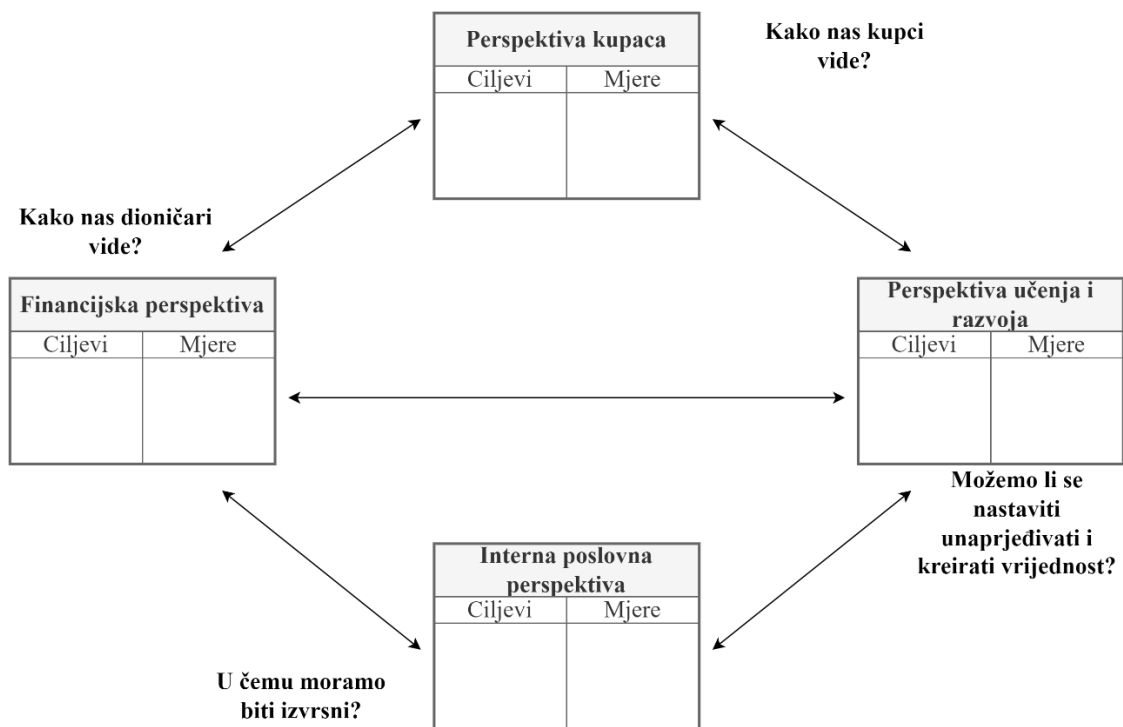 Perspektiva kupaca
Ciljevi Mjere
Kako nas kupci
vide?
Kako nas dioničari
vide?
Financijska perspektiva
Ciljevi Mjere
Perspektiva učenja i
razvoja
Ciljevi Mjere
Možemo li se
nastaviti
unaprjeđivati i
kreirati vrijednost?
Interna poslovna
perspektiva
Ciljevi Mjere
U čemu moramo
biti izvrsni?